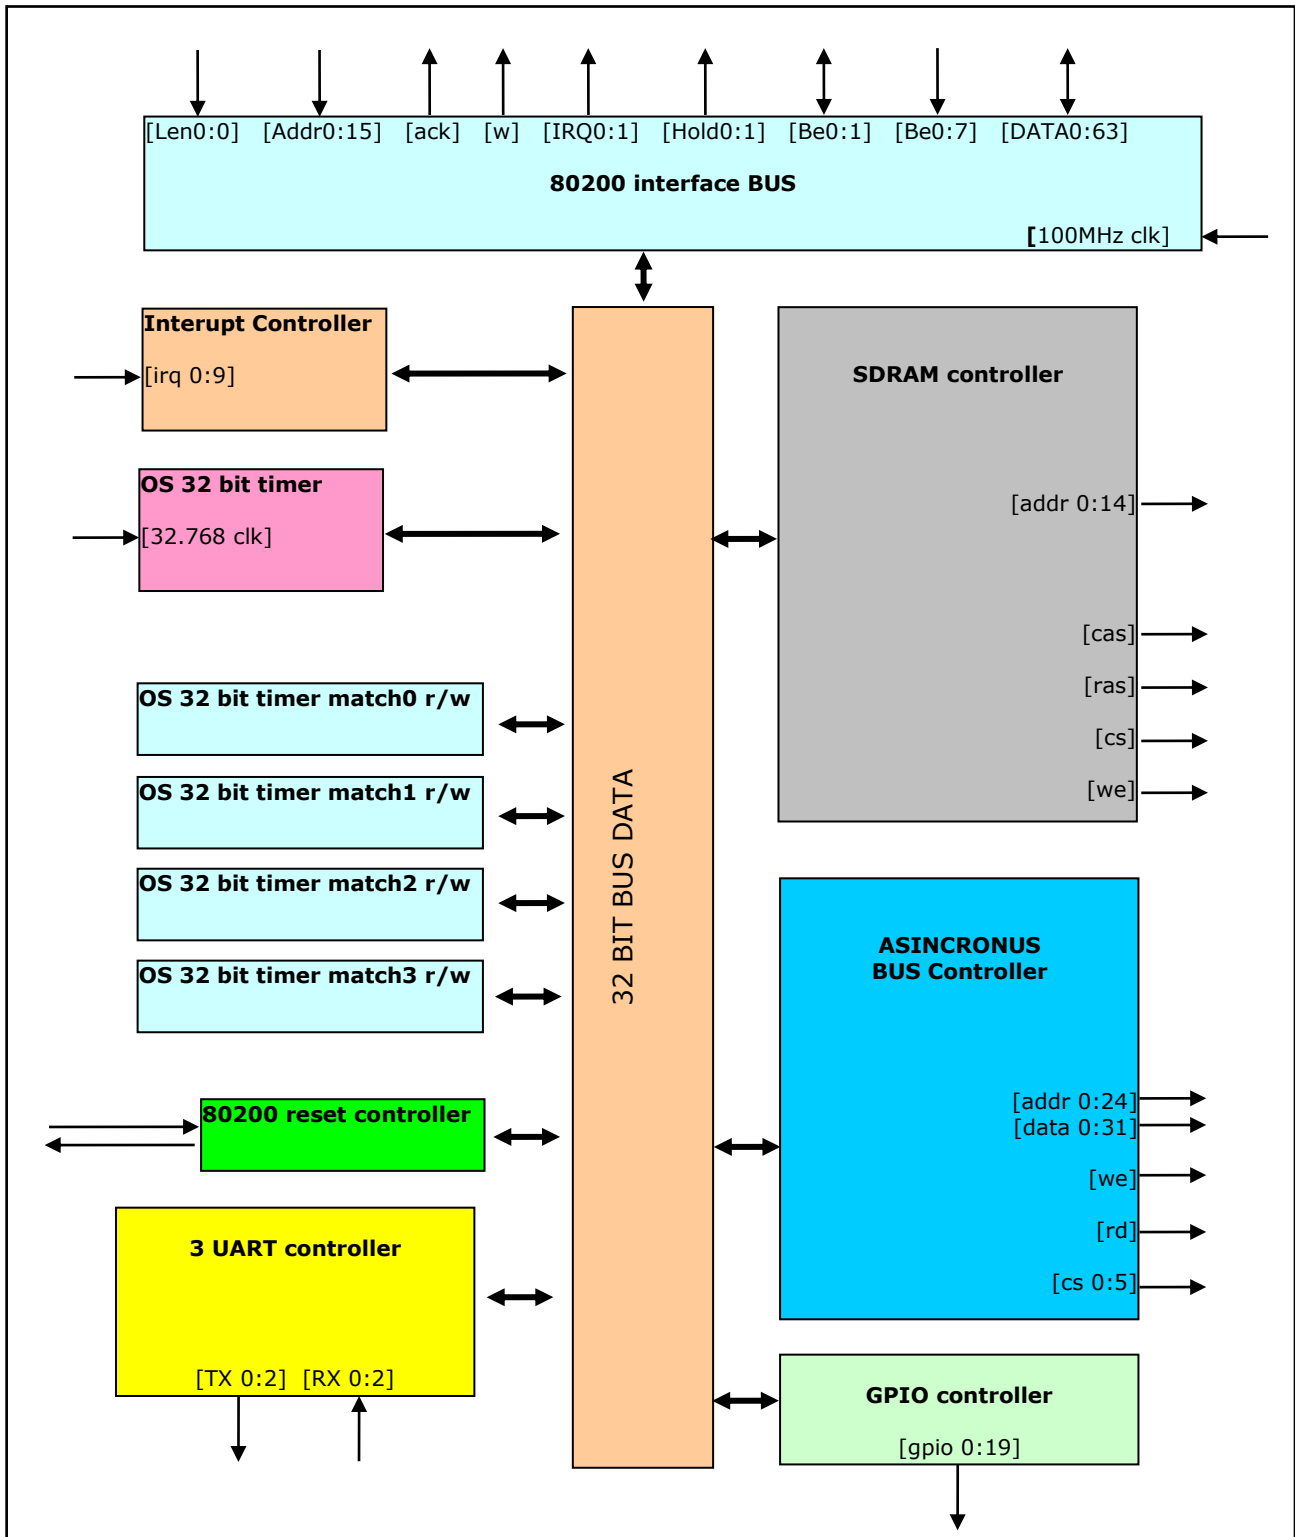 [Len0:0] [Addr0:15] [ack] [w] [IRQ0:1] [Hold0:1] [Be0:1] [Be0:7] [DATA0:63]
80200 interface BUS
[100MHz clk]
Interupt Controller
[irq 0:9]
OS 32 bit timer
[32.768 clk]
OS 32 bit timer match0 r/w
OS 32 bit timer match1 r/w
OS 32 bit timer match2 r/w
OS 32 bit timer match3 r/w
80200 reset controller
3 UART controller
[TX 0:2] [RX 0:2]
32 BIT BUS DATA
SDRAM controller
[addr 0:14]
[cas]
[ras]
[cs]
[we]
ASINCRONUS
BUS Controller
[addr 0:24]
[data 0:31]
[we]
[rd]
[cs 0:5]
GPIO controller
[gpio 0:19]